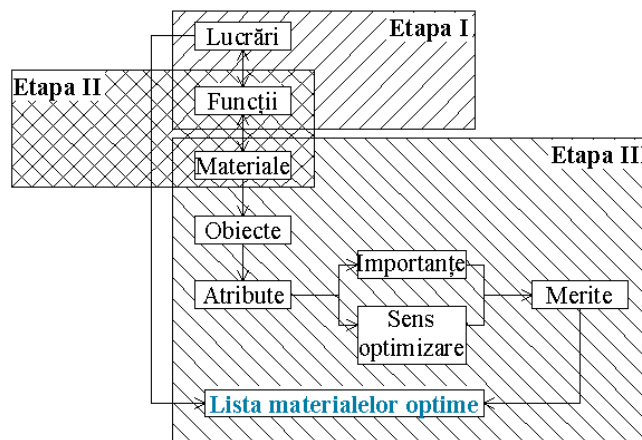 Lucrări
Etapa I
Etapa II
Funcții
Materiale
Etapa III
Obiecte
Importanțe
Atribute
Merite
Sens
optimizare
Lista materialelor optime